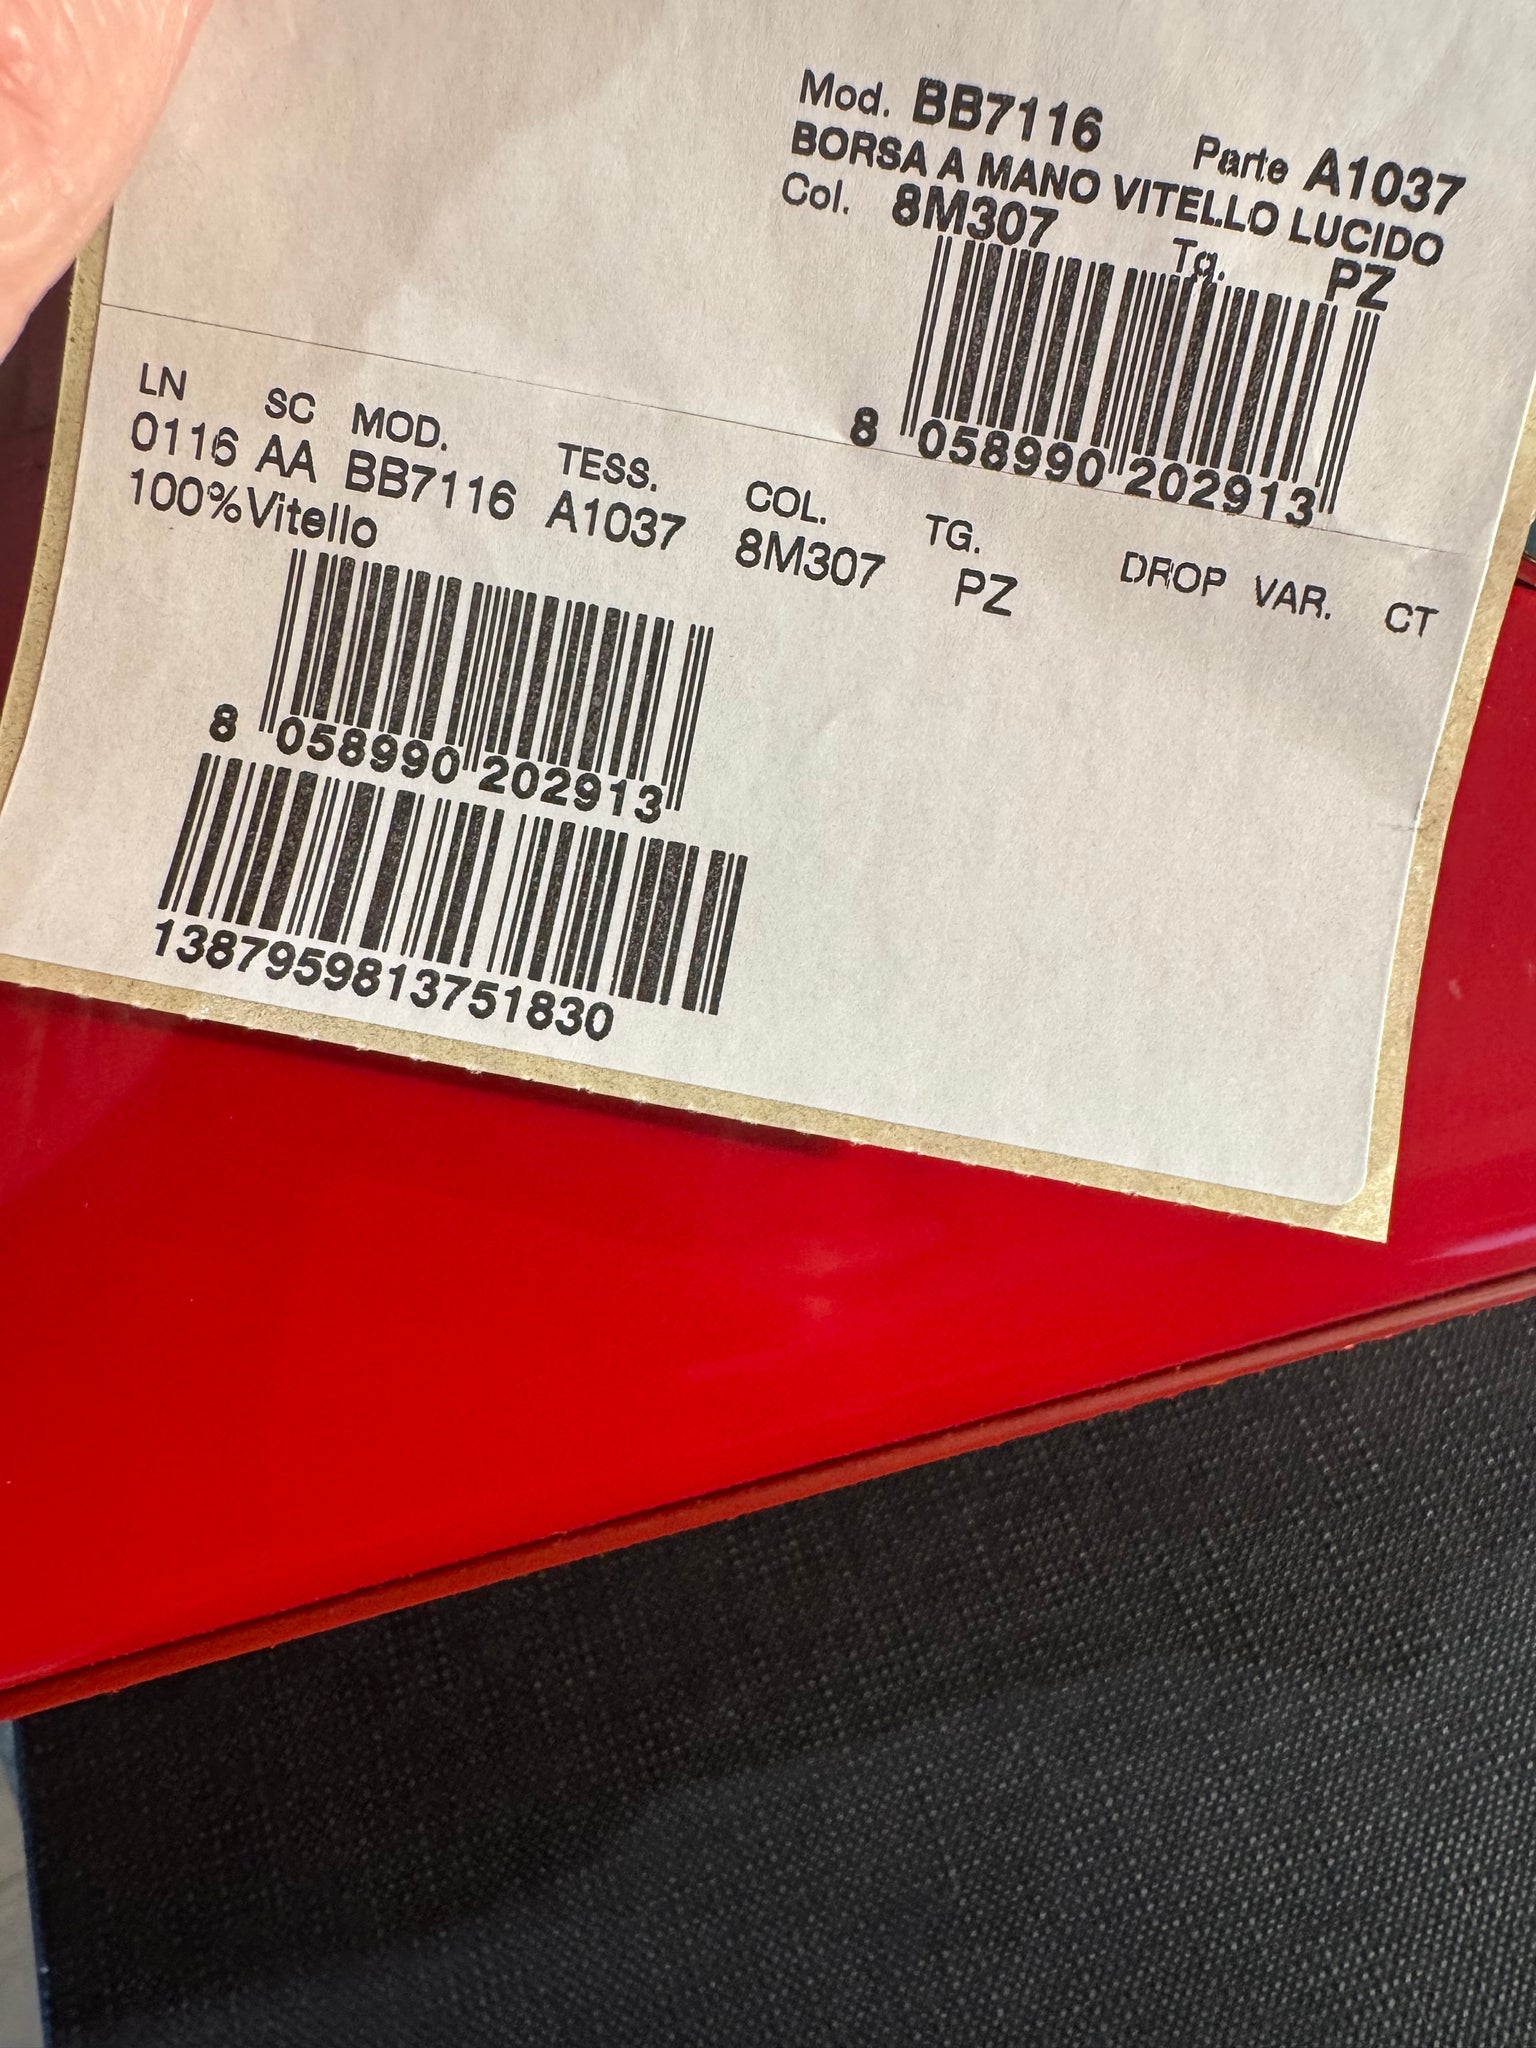 Mod. BB7116 Parte A1037
BORSA A MANO VITELLO LUCIDO
Col. 8M307 Tg. PZ
8 058990 202913
LN SC MOD. TESS. COL. TG. DROP VAR. CT
0116 AA BB7116 A1037 8M307 PZ
100%Vitello
8 058990 202913
1387959813751830